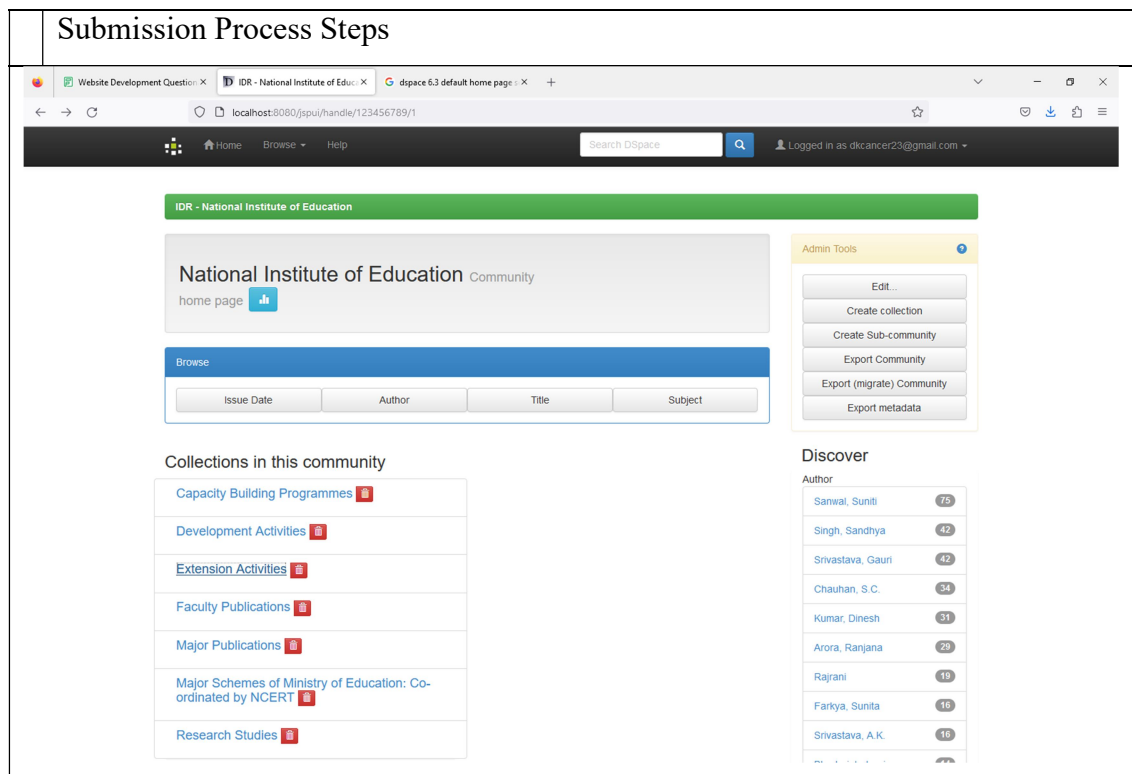 Submission Process Steps
Website Development Question
IDR - National Institute of Educ
dspace 6.3 default home page
localhost:8080/jspui/handle/123456789/1
Home Browse Help
Search DSpace
Logged in as dkcancer23@gmail.com
IDR - National Institute of Education
National Institute of Education Community
home page
Browse
Issue Date Author Title Subject
Collections in this community
Capacity Building Programmes
Development Activities
Extension Activities
Faculty Publications
Major Publications
Major Schemes of Ministry of Education: Co-
ordinated by NCERT
Research Studies
Admin Tools
Edit...
Create collection
Create Sub-community
Export Community
Export (migrate) Community
Export metadata
Discover
Author
Sanwal, Suniti 75
Singh, Sandhya 42
Srivastava, Gauri 42
Chauhan, S.C. 34
Kumar, Dinesh 31
Arora, Ranjana 29
Rajrani 19
Farkya, Sunita 16
Srivastava, A.K. 16